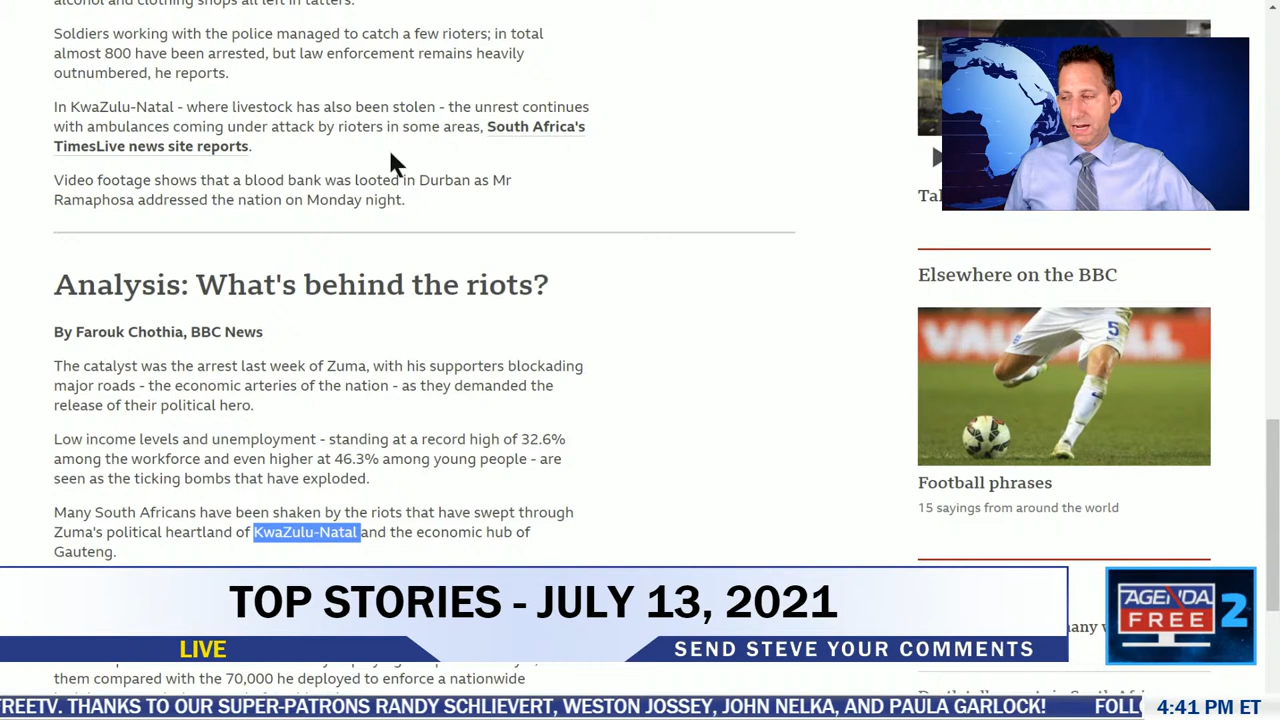 alcohol and clothing shops all left in tatters.
Soldiers working with the police managed to catch a few rioters; in total
almost 800 have been arrested, but law enforcement remains heavily
outnumbered, he reports.
In KwaZulu-Natal - where livestock has also been stolen - the unrest continues
with ambulances coming under attack by rioters in some areas, South Africa's
TimesLive news site reports.
Video footage shows that a blood bank was looted in Durban as Mr
Ramaphosa addressed the nation on Monday night.
Analysis: What's behind the riots?
By Farouk Chothia, BBC News
The catalyst was the arrest last week of Zuma, with his supporters blockading
major roads - the economic arteries of the nation - as they demanded the
release of their political hero.
Low income levels and unemployment - standing at a record high of 32.6%
among the workforce and even higher at 46.3% among young people - are
seen as the ticking bombs that have exploded.
Many South Africans have been shaken by the riots that have swept through
Zuma's political heartland of KwaZulu-Natal and the economic hub of
Gauteng.
them compared with the 70,000 he deployed to enforce a nationwide
Elsewhere on the BBC
5
Football phrases
15 sayings from around the world
TOP STORIES - JULY 13, 2021
LIVE
SEND STEVE YOUR COMMENTS
AGENDA
FREE 2
FREETV. THANKS TO OUR SUPER-PATRONS RANDY SCHLIEVERT, WESTON JOSSEY, JOHN NELKA, AND PAULA GARLOCK!
4:41 PM ET